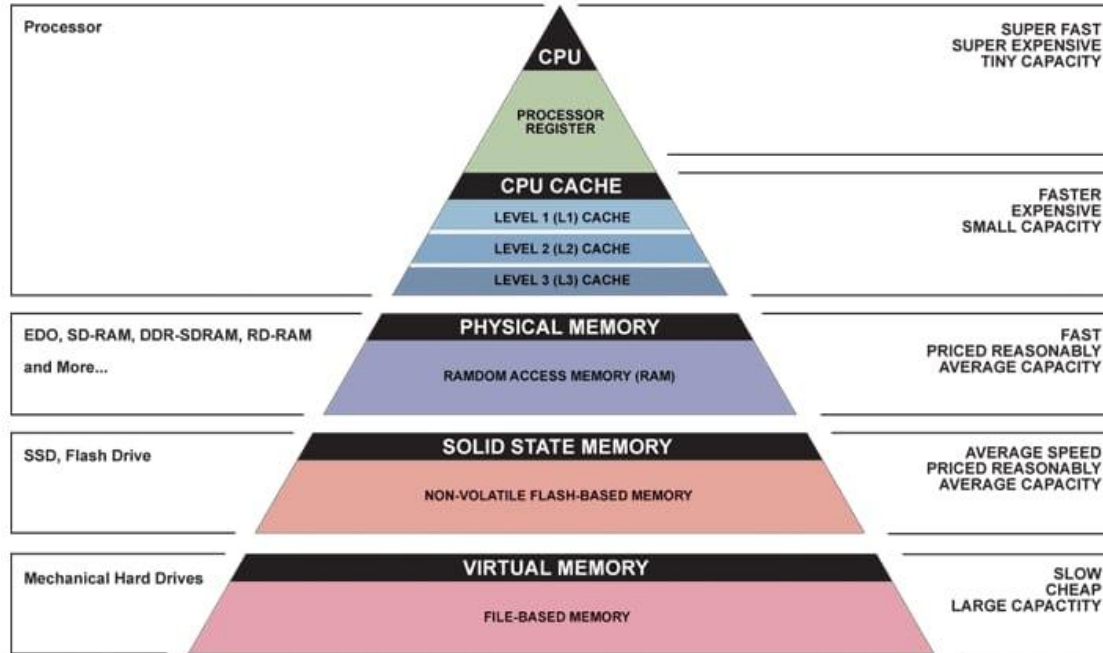 Processor
CPU
SUPER FAST
SUPER EXPENSIVE
TINY CAPACITY
PROCESSOR
REGISTER
CPU CACHE
LEVEL 1 (L1) CACHE
LEVEL 2 (L2) CACHE
LEVEL 3 (L3) CACHE
FASTER
EXPENSIVE
SMALL CAPACITY
EDO, SD-RAM, DDR-SDRAM, RD-RAM
and More...
PHYSICAL MEMORY
RAMDOM ACCESS MEMORY (RAM)
FAST
PRICED REASONABLY
AVERAGE CAPACITY
SSD, Flash Drive
SOLID STATE MEMORY
NON-VOLATILE FLASH-BASED MEMORY
AVERAGE SPEED
PRICED REASONABLY
AVERAGE CAPACITY
Mechanical Hard Drives
VIRTUAL MEMORY
FILE-BASED MEMORY
SLOW
CHEAP
LARGE CAPACTITY